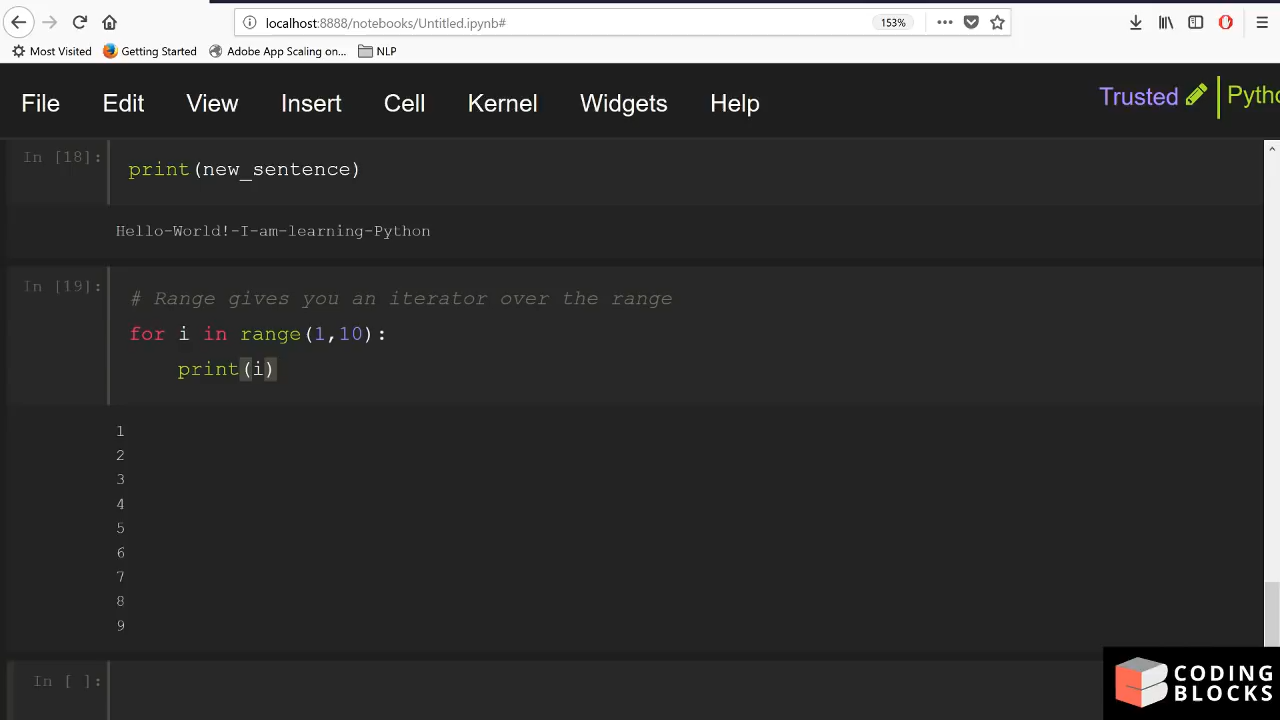 localhost:8888/notebooks/Untitled.ipynb#
153%
Most Visited
Getting Started
Adobe App Scaling on...
NLP
File
Edit
View
Insert
Cell
Kernel
Widgets
Help
Trusted
Pytho
In [18]:
print(new_sentence)
Hello-World!-I-am-learning-Python
In [19]:
# Range gives you an iterator over the range
for i in range(1,10):
    print(i)
1
2
3
4
5
6
7
8
9
In [ ]:
CODING
BLOCKS